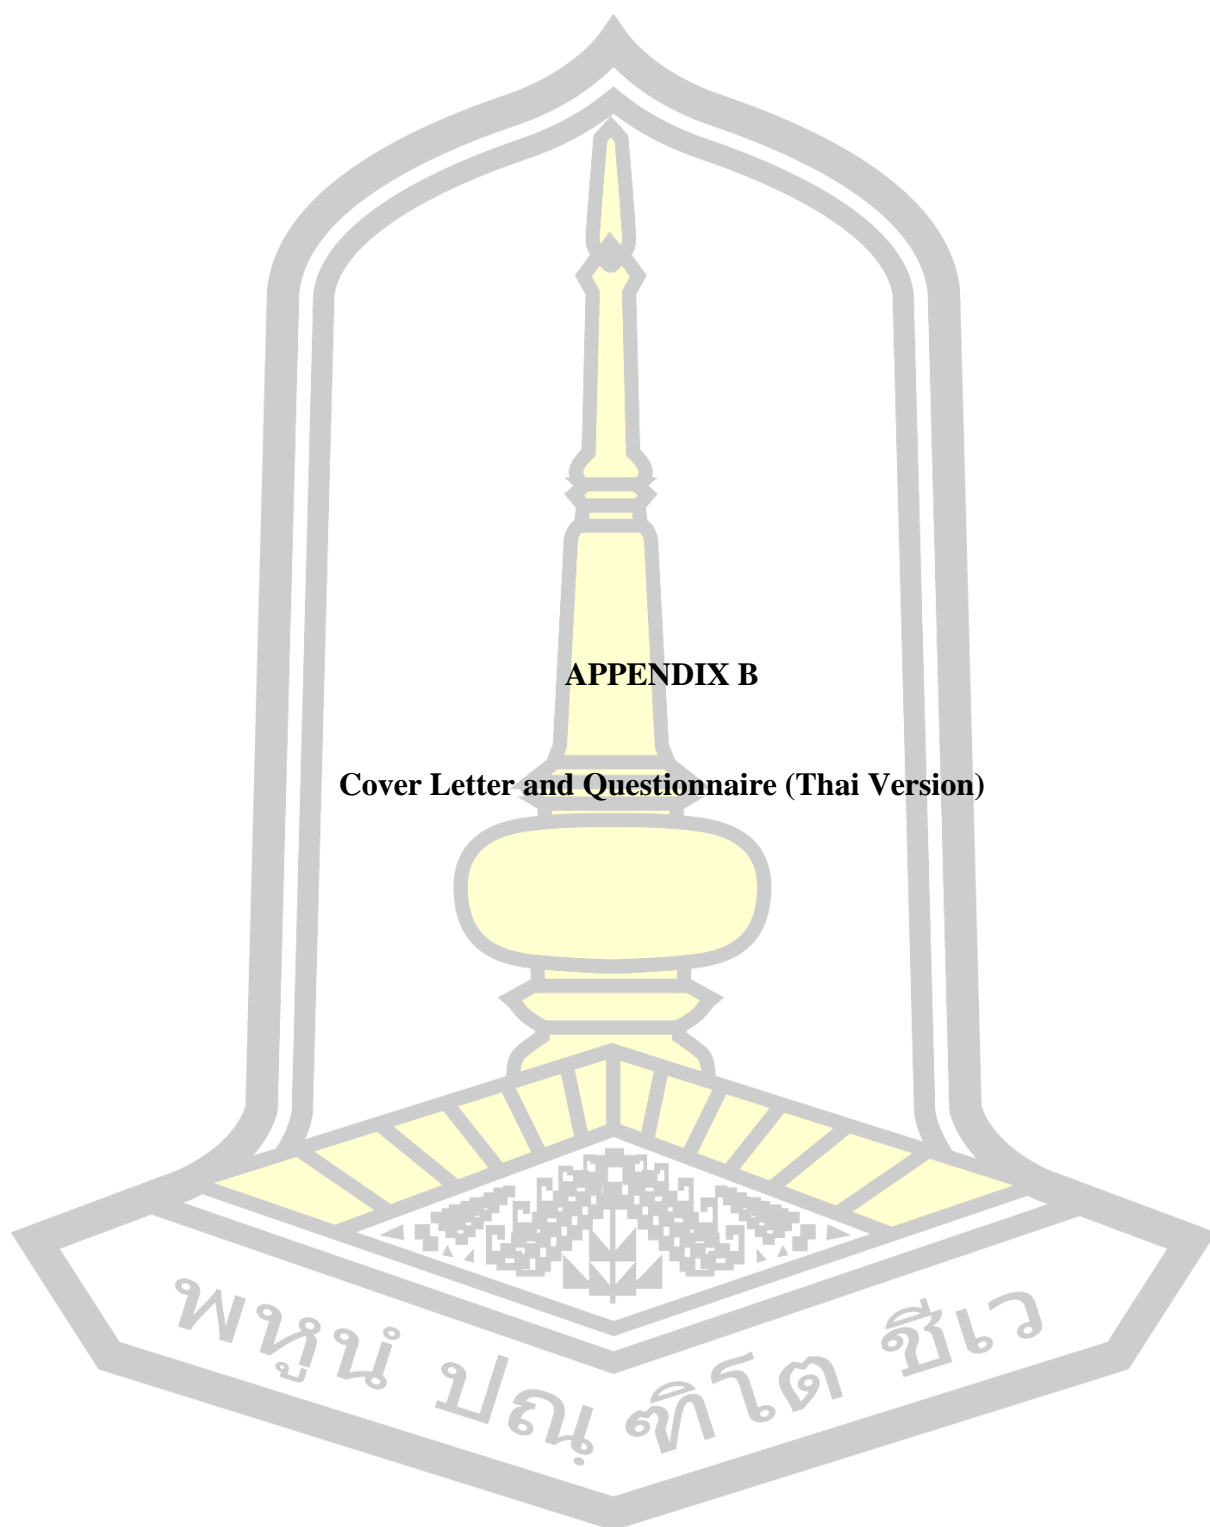 APPENDIX B
Cover Letter and Questionnaire (Thai Version)
พหูนํ ปณฺฑิโต ชีเว